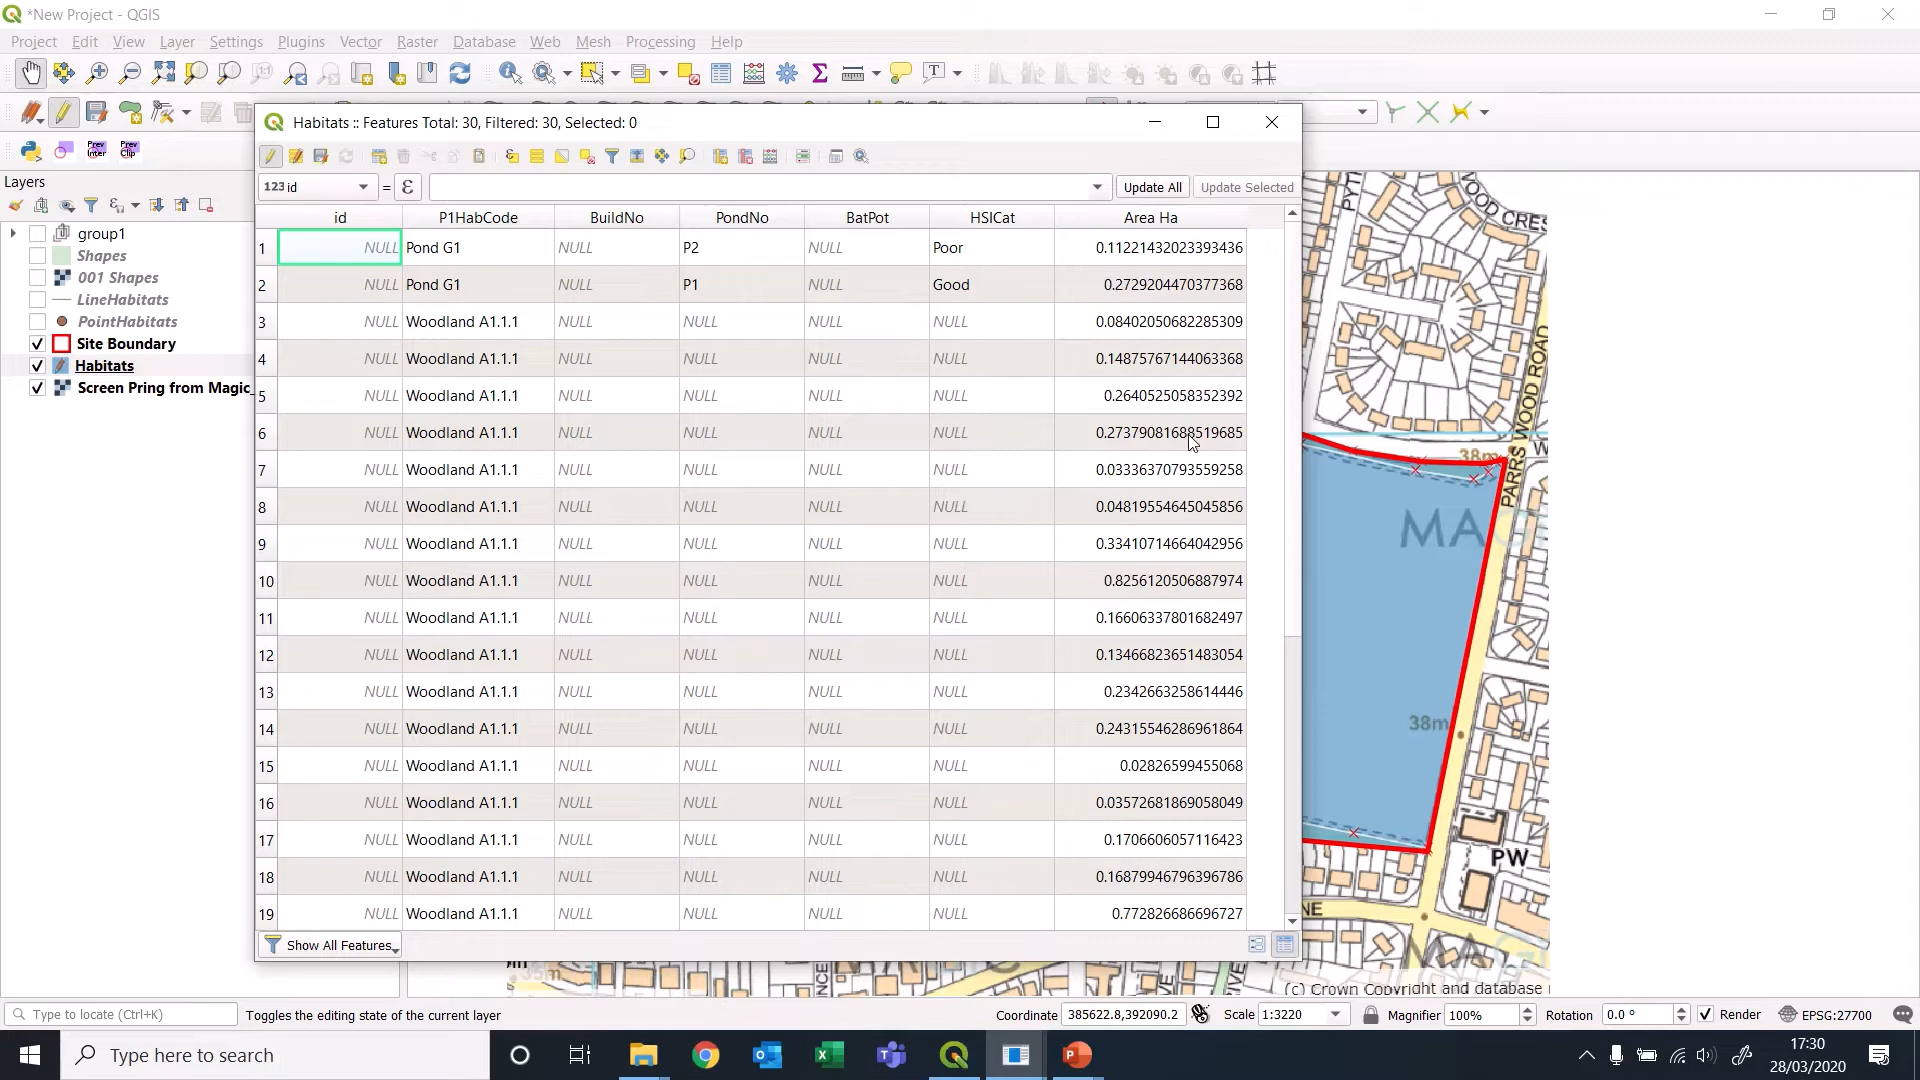 *New Project - QGIS
Project Edit View Layer Settings Plugins Vector Raster Database Web Mesh Processing Help
Prev Inter Prev Clip
Habitats :: Features Total: 30, Filtered: 30, Selected: 0
123 id = ε Update All Update Selected
Layers
group1
Shapes
001 Shapes
LineHabitats
PointHabitats
Site Boundary
Habitats
Screen Pring from Magic_
id P1HabCode BuildNo PondNo BatPot HSICat Area Ha
1 NULL Pond G1 NULL P2 NULL Poor 0.11221432023393436
2 NULL Pond G1 NULL P1 NULL Good 0.2729204470377368
3 NULL Woodland A1.1.1 NULL NULL NULL NULL 0.08402050682285309
4 NULL Woodland A1.1.1 NULL NULL NULL NULL 0.14875767144063368
5 NULL Woodland A1.1.1 NULL NULL NULL NULL 0.2640525058352392
6 NULL Woodland A1.1.1 NULL NULL NULL NULL 0.27379081688519685
7 NULL Woodland A1.1.1 NULL NULL NULL NULL 0.03336370793559258
8 NULL Woodland A1.1.1 NULL NULL NULL NULL 0.04819554645045856
9 NULL Woodland A1.1.1 NULL NULL NULL NULL 0.33410714664042956
10 NULL Woodland A1.1.1 NULL NULL NULL NULL 0.8256120506887974
11 NULL Woodland A1.1.1 NULL NULL NULL NULL 0.16606337801682497
12 NULL Woodland A1.1.1 NULL NULL NULL NULL 0.13466823651483054
13 NULL Woodland A1.1.1 NULL NULL NULL NULL 0.2342663258614446
14 NULL Woodland A1.1.1 NULL NULL NULL NULL 0.24315546286961864
15 NULL Woodland A1.1.1 NULL NULL NULL NULL 0.02826599455068
16 NULL Woodland A1.1.1 NULL NULL NULL NULL 0.03572681869058049
17 NULL Woodland A1.1.1 NULL NULL NULL NULL 0.1706606057116423
18 NULL Woodland A1.1.1 NULL NULL NULL NULL 0.16879946796396786
19 NULL Woodland A1.1.1 NULL NULL NULL NULL 0.772826686696727
Show All Features
WOOD CRES
PARRS WOOD ROAD
38m
MAG
38m
PW
NE
MAG
35m
(c) Crown Copyright and database
Type to locate (Ctrl+K) Toggles the editing state of the current layer Coordinate 385622.8,392090.2 Scale 1:3220 Magnifier 100% Rotation 0.0 ° Render EPSG:27700
Type here to search
17:30
28/03/2020